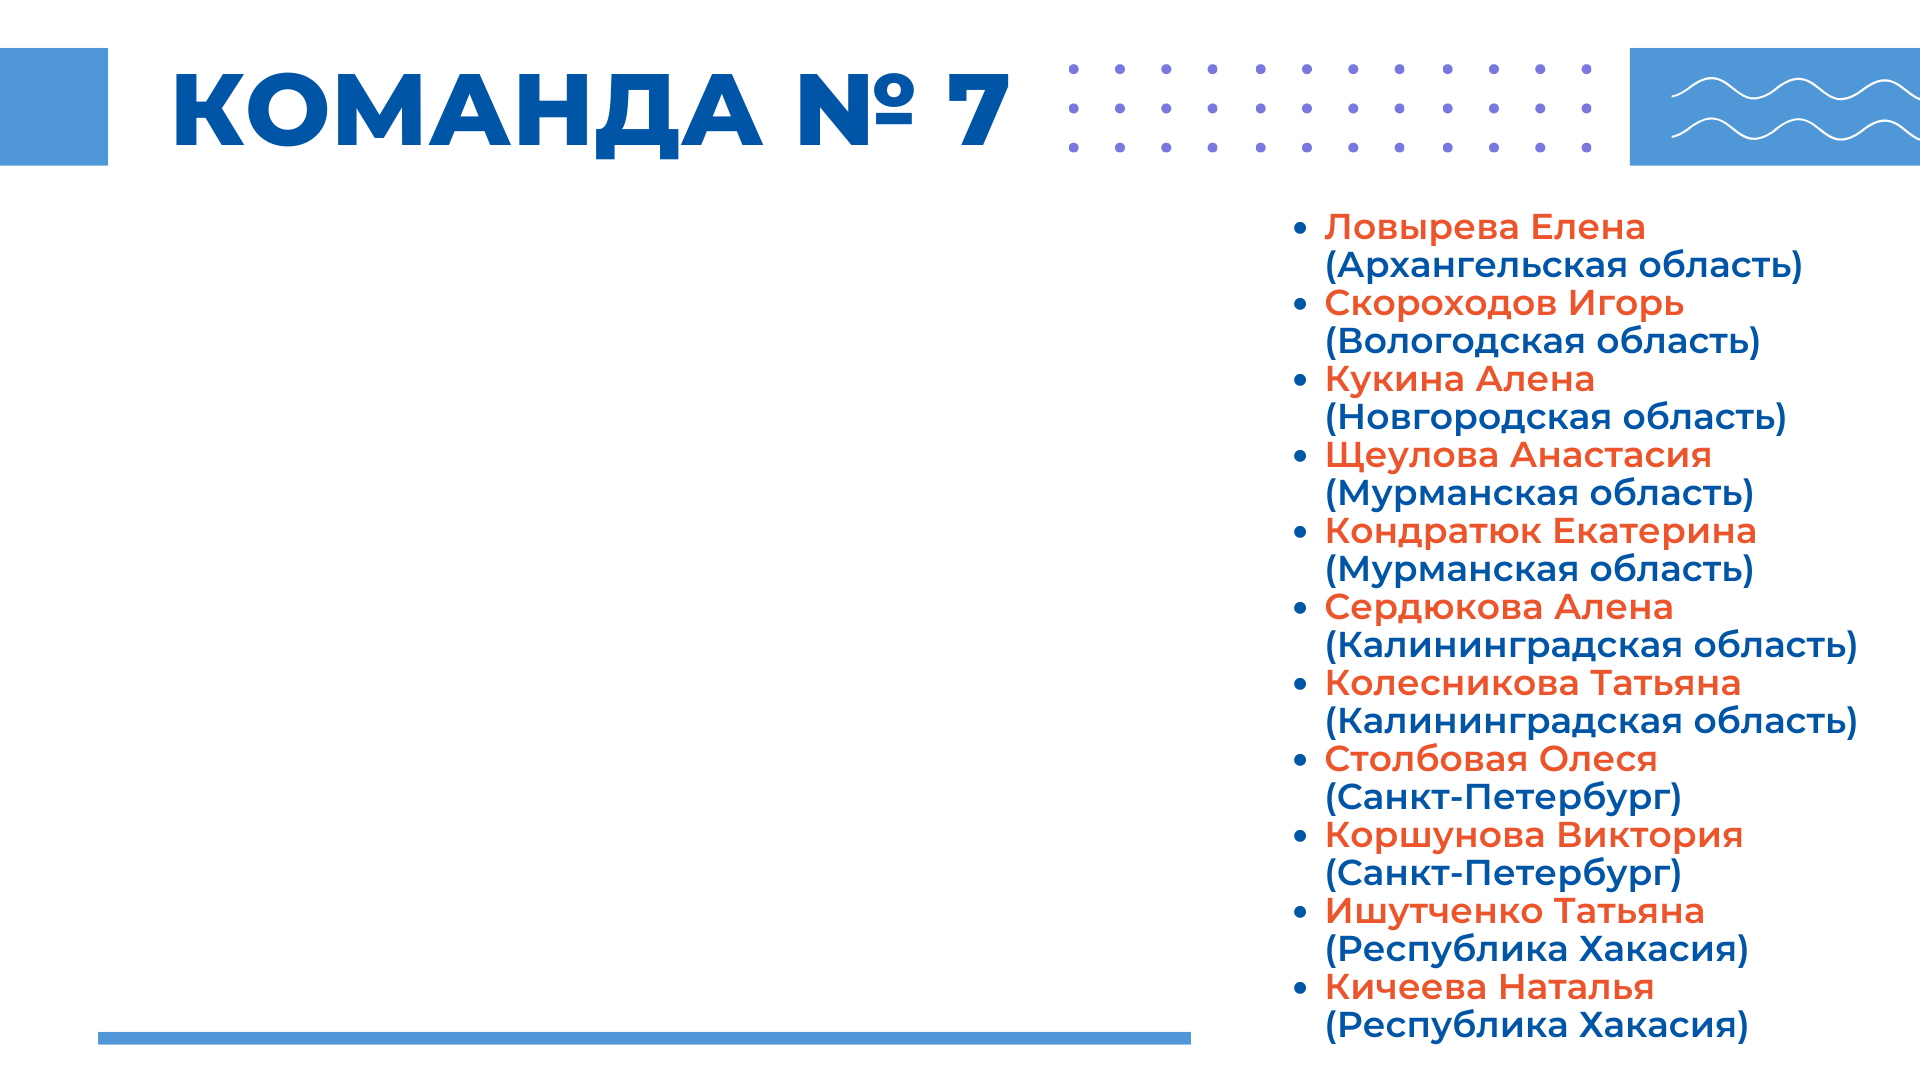 КОМАНДА № 7
• Ловырева Елена
(Архангельская область)
• Скороходов Игорь
(Вологодская область)
• Кукина Алена
(Новгородская область)
• Щеулова Анастасия
(Мурманская область)
• Кондратюк Екатерина
(Мурманская область)
• Сердюкова Алена
(Калининградская область)
• Колесникова Татьяна
(Калининградская область)
• Столбовая Олеся
(Санкт-Петербург)
• Коршунова Виктория
(Санкт-Петербург)
• Ишутченко Татьяна
(Республика Хакасия)
• Кичеева Наталья
(Республика Хакасия)